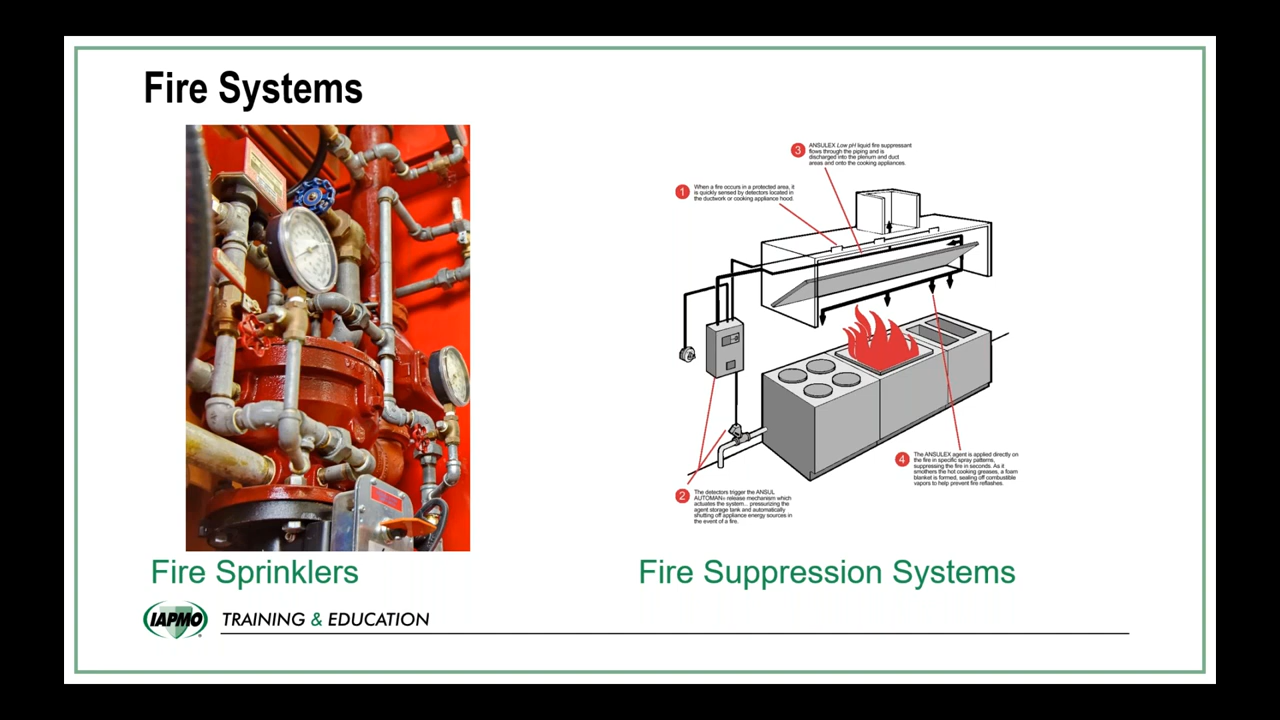 Fire Systems
3
ANSULEX Low pH liquid fire suppressant
flows through the piping and is
discharged into the plenum and duct
areas and onto the cooking appliances.
1
When a fire occurs in a protected area, it
is quickly sensed by detectors located in
the ductwork or cooking appliance hood.
4
The ANSULEX agent is applied directly on
the fire in specific spray patterns,
suppressing the fire in seconds. As it
smothers the hot cooking greases, a foam
blanket is formed, sealing off combustible
vapors to help prevent fire reflashes.
2
The detectors trigger the ANSUL
AUTOMAN® release mechanism which
actuates the system... pressurizing the
agent storage tank and automatically
shutting off appliance energy sources in
the event of a fire.
Fire Sprinklers
Fire Suppression Systems
IAPMO ® TRAINING & EDUCATION